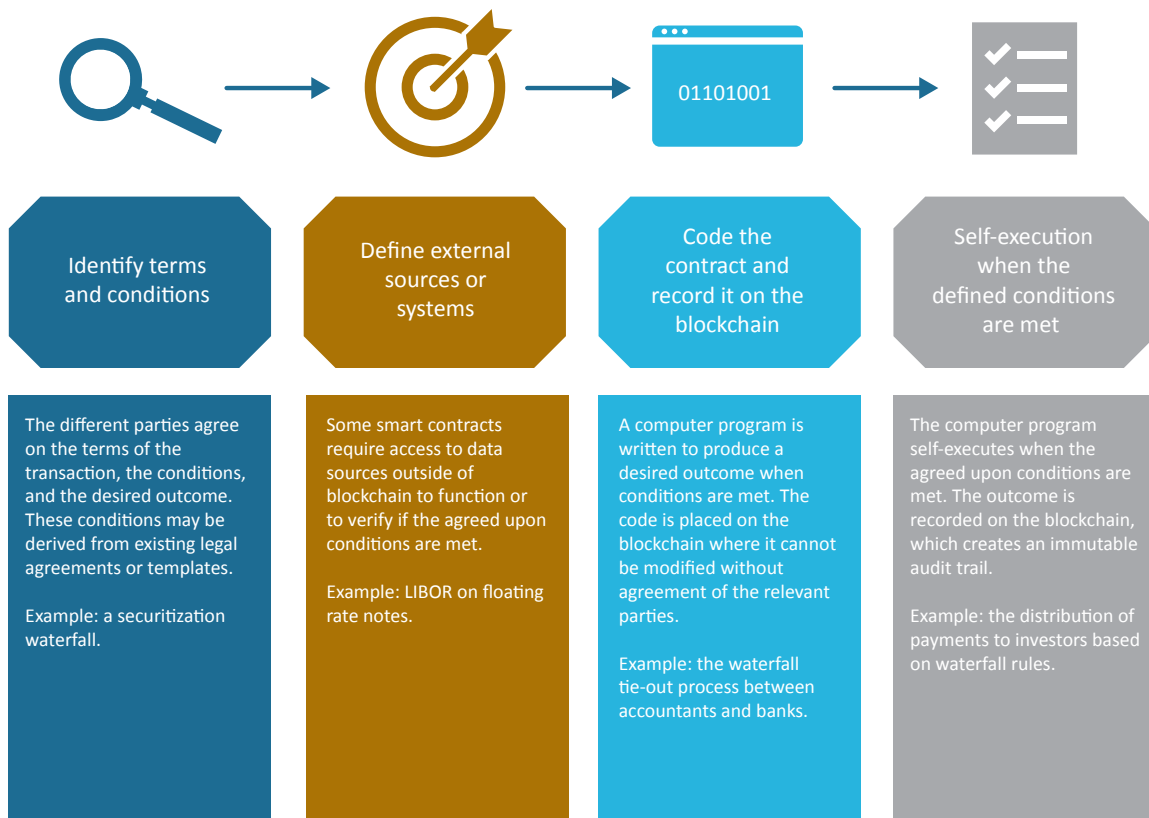 01101001
Identify terms
and conditions
Define external
sources or
systems
Code the
contract and
record it on the
blockchain
Self-execution
when the
defined conditions
are met
The different parties agree
on the terms of the
transaction, the conditions,
and the desired outcome.
These conditions may be
derived from existing legal
agreements or templates.
Example: a securitization
waterfall.
Some smart contracts
require access to data
sources outside of
blockchain to function or
to verify if the agreed upon
conditions are met.
Example: LIBOR on floating
rate notes.
A computer program is
written to produce a
desired outcome when
conditions are met. The
code is placed on the
blockchain where it cannot
be modified without
agreement of the relevant
parties.
Example: the waterfall
tie-out process between
accountants and banks.
The computer program
self-executes when the
agreed upon conditions are
met. The outcome is
recorded on the blockchain,
which creates an immutable
audit trail.
Example: the distribution of
payments to investors based
on waterfall rules.